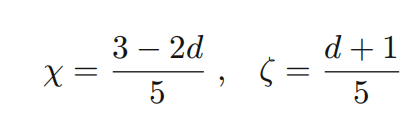 χ = (3 − 2d)/5 , ζ = (d + 1)/5